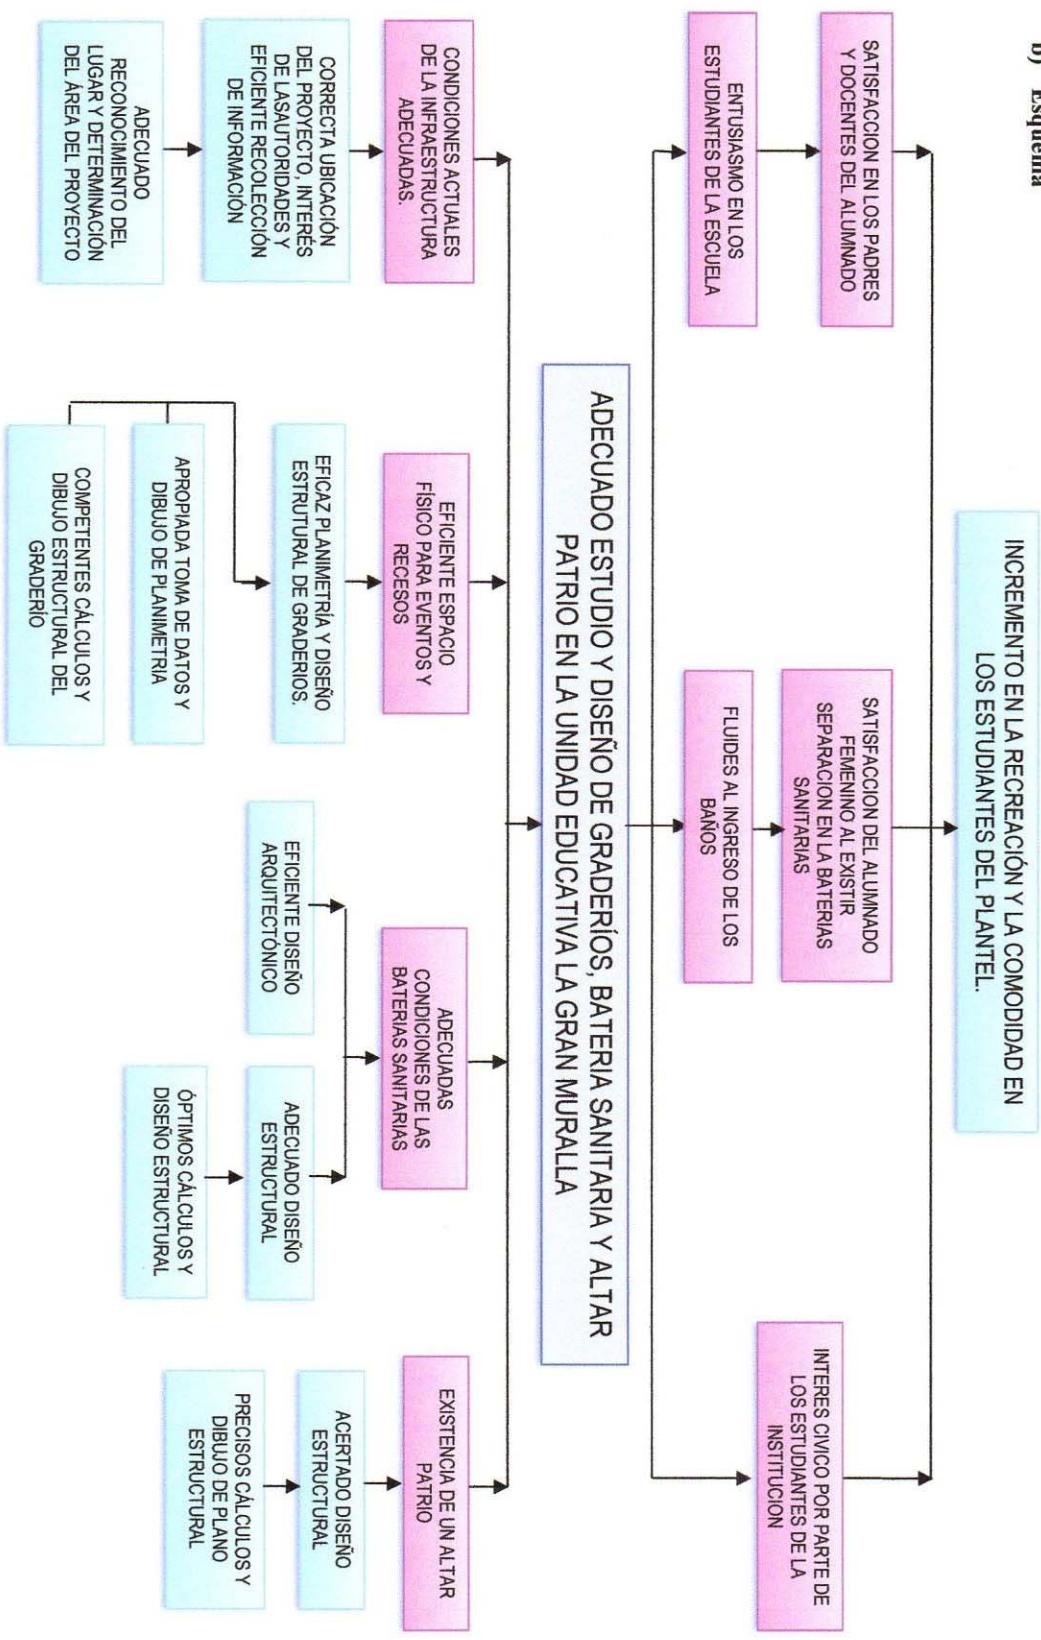 b) Esquema
INCREMENTO EN LA RECREACIÓN Y LA COMODIDAD EN
LOS ESTUDIANTES DEL PLANTEL.
SATISFACCION EN LOS PADRES
Y DOCENTES DEL ALUMNADO
SATISFACCION DEL ALUMNADO
FEMENINO AL EXISTIR
SEPARACION EN LA BATERIAS
SANITARIAS
INTERES CIVICO POR PARTE DE
LOS ESTUDIANTES DE LA
INSTITUCION
ENTUSIASMO EN LOS
ESTUDIANTES DE LA ESCUELA
FLUIDES AL INGRESO DE LOS
BAÑOS
ADECUADO ESTUDIO Y DISEÑO DE GRADERÍOS, BATERIA SANITARIA Y ALTAR
PATRIO EN LA UNIDAD EDUCATIVA LA GRAN MURALLA
CONDICIONES ACTUALES
DE LA INFRAESTRUCTURA
ADECUADAS.
EFICIENTE ESPACIO
FÍSICO PARA EVENTOS Y
RECESOS
ADECUADAS
CONDICIONES DE LAS
BATERIAS SANITARIAS
EXISTENCIA DE UN ALTAR
PATRIO
CORRECTA UBICACIÓN
DEL PROYECTO, INTERÉS
DE LASAUTORIDADES Y
EFICIENTE RECOLECCIÓN
DE INFORMACIÓN
EFICAZ PLANIMETRÍA Y DISEÑO
ESTRUTURAL DE GRADERIOS.
EFICIENTE DISEÑO
ARQUITECTÓNICO
ADECUADO DISEÑO
ESTRUCTURAL
ACERTADO DISEÑO
ESTRUCTURAL
ADECUADO
RECONOCIMIENTO DEL
LUGAR Y DETERMINACIÓN
DEL ÁREA DEL PROYECTO
APROPIADA TOMA DE DATOS Y
DIBUJO DE PLANIMETRIA
ÓPTIMOS CÁLCULOS Y
DISEÑO ESTRUCTURAL
PRECISOS CÁLCULOS Y
DIBUJO DE PLANO
ESTRUCTURAL
COMPETENTES CÁLCULOS Y
DIBUJO ESTRUCTURAL DEL
GRADERÍO